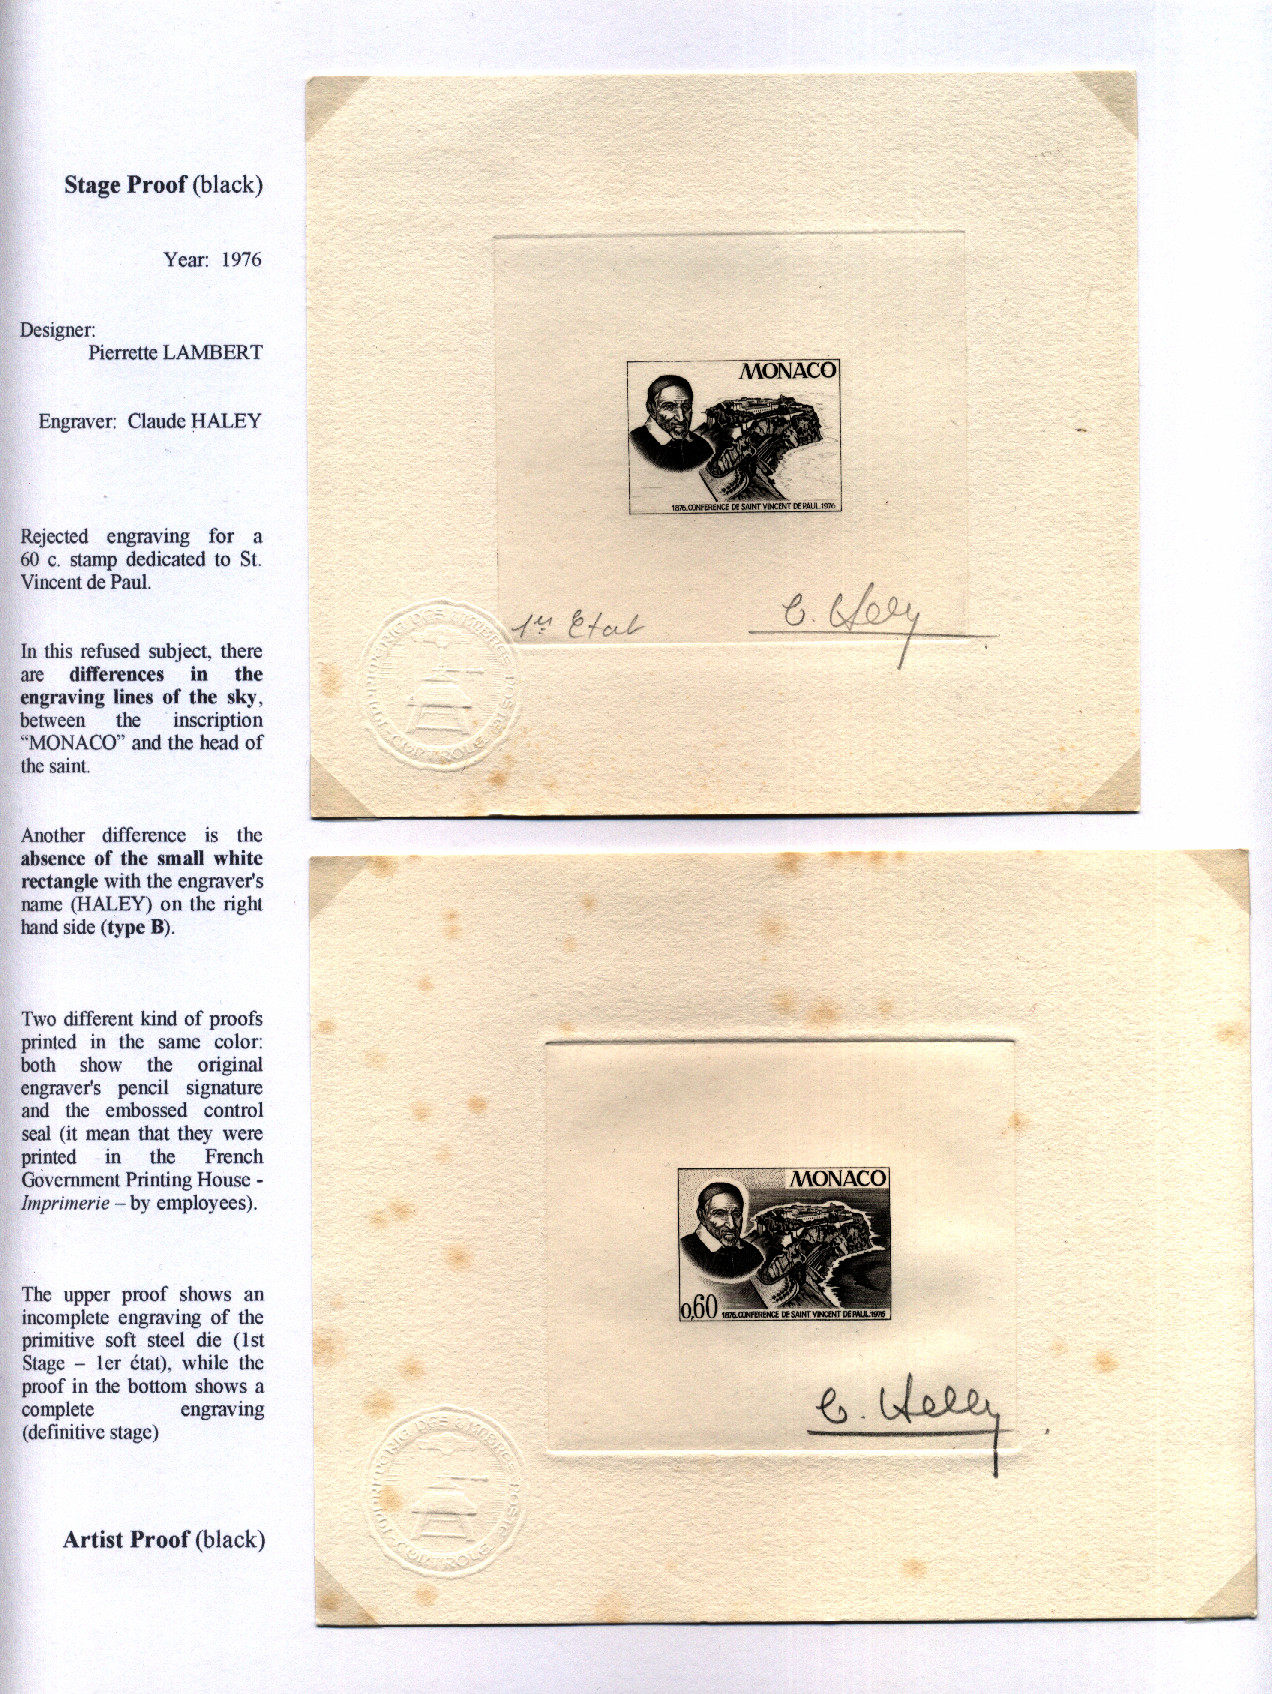 Stage Proof (black)
Year: 1976
Designer:
Pierrette LAMBERT
Engraver: Claude HALEY
Rejected engraving for a
60 c. stamp dedicated to St.
Vincent de Paul.
In this refused subject, there
are differences in the
engraving lines of the sky,
between the inscription
“MONACO” and the head of
the saint.
Another difference is the
absence of the small white
rectangle with the engraver's
name (HALEY) on the right
hand side (type B).
Two different kind of proofs
printed in the same color:
both show the original
engraver's pencil signature
and the embossed control
seal (it mean that they were
printed in the French
Government Printing House -
Imprimerie – by employees).
The upper proof shows an
incomplete engraving of the
primitive soft steel die (1st
Stage – 1er état), while the
proof in the bottom shows a
complete engraving
(definitive stage)
Artist Proof (black)
MONACO
1876.CONFERENCE DE SAINT VINCENT DE PAUL.1976
1er Etat
C. Haley
CONTROLE
MONACO
0,60
1876.CONFERENCE DE SAINT VINCENT DE PAUL.1976
C. Haley
CONTROLE